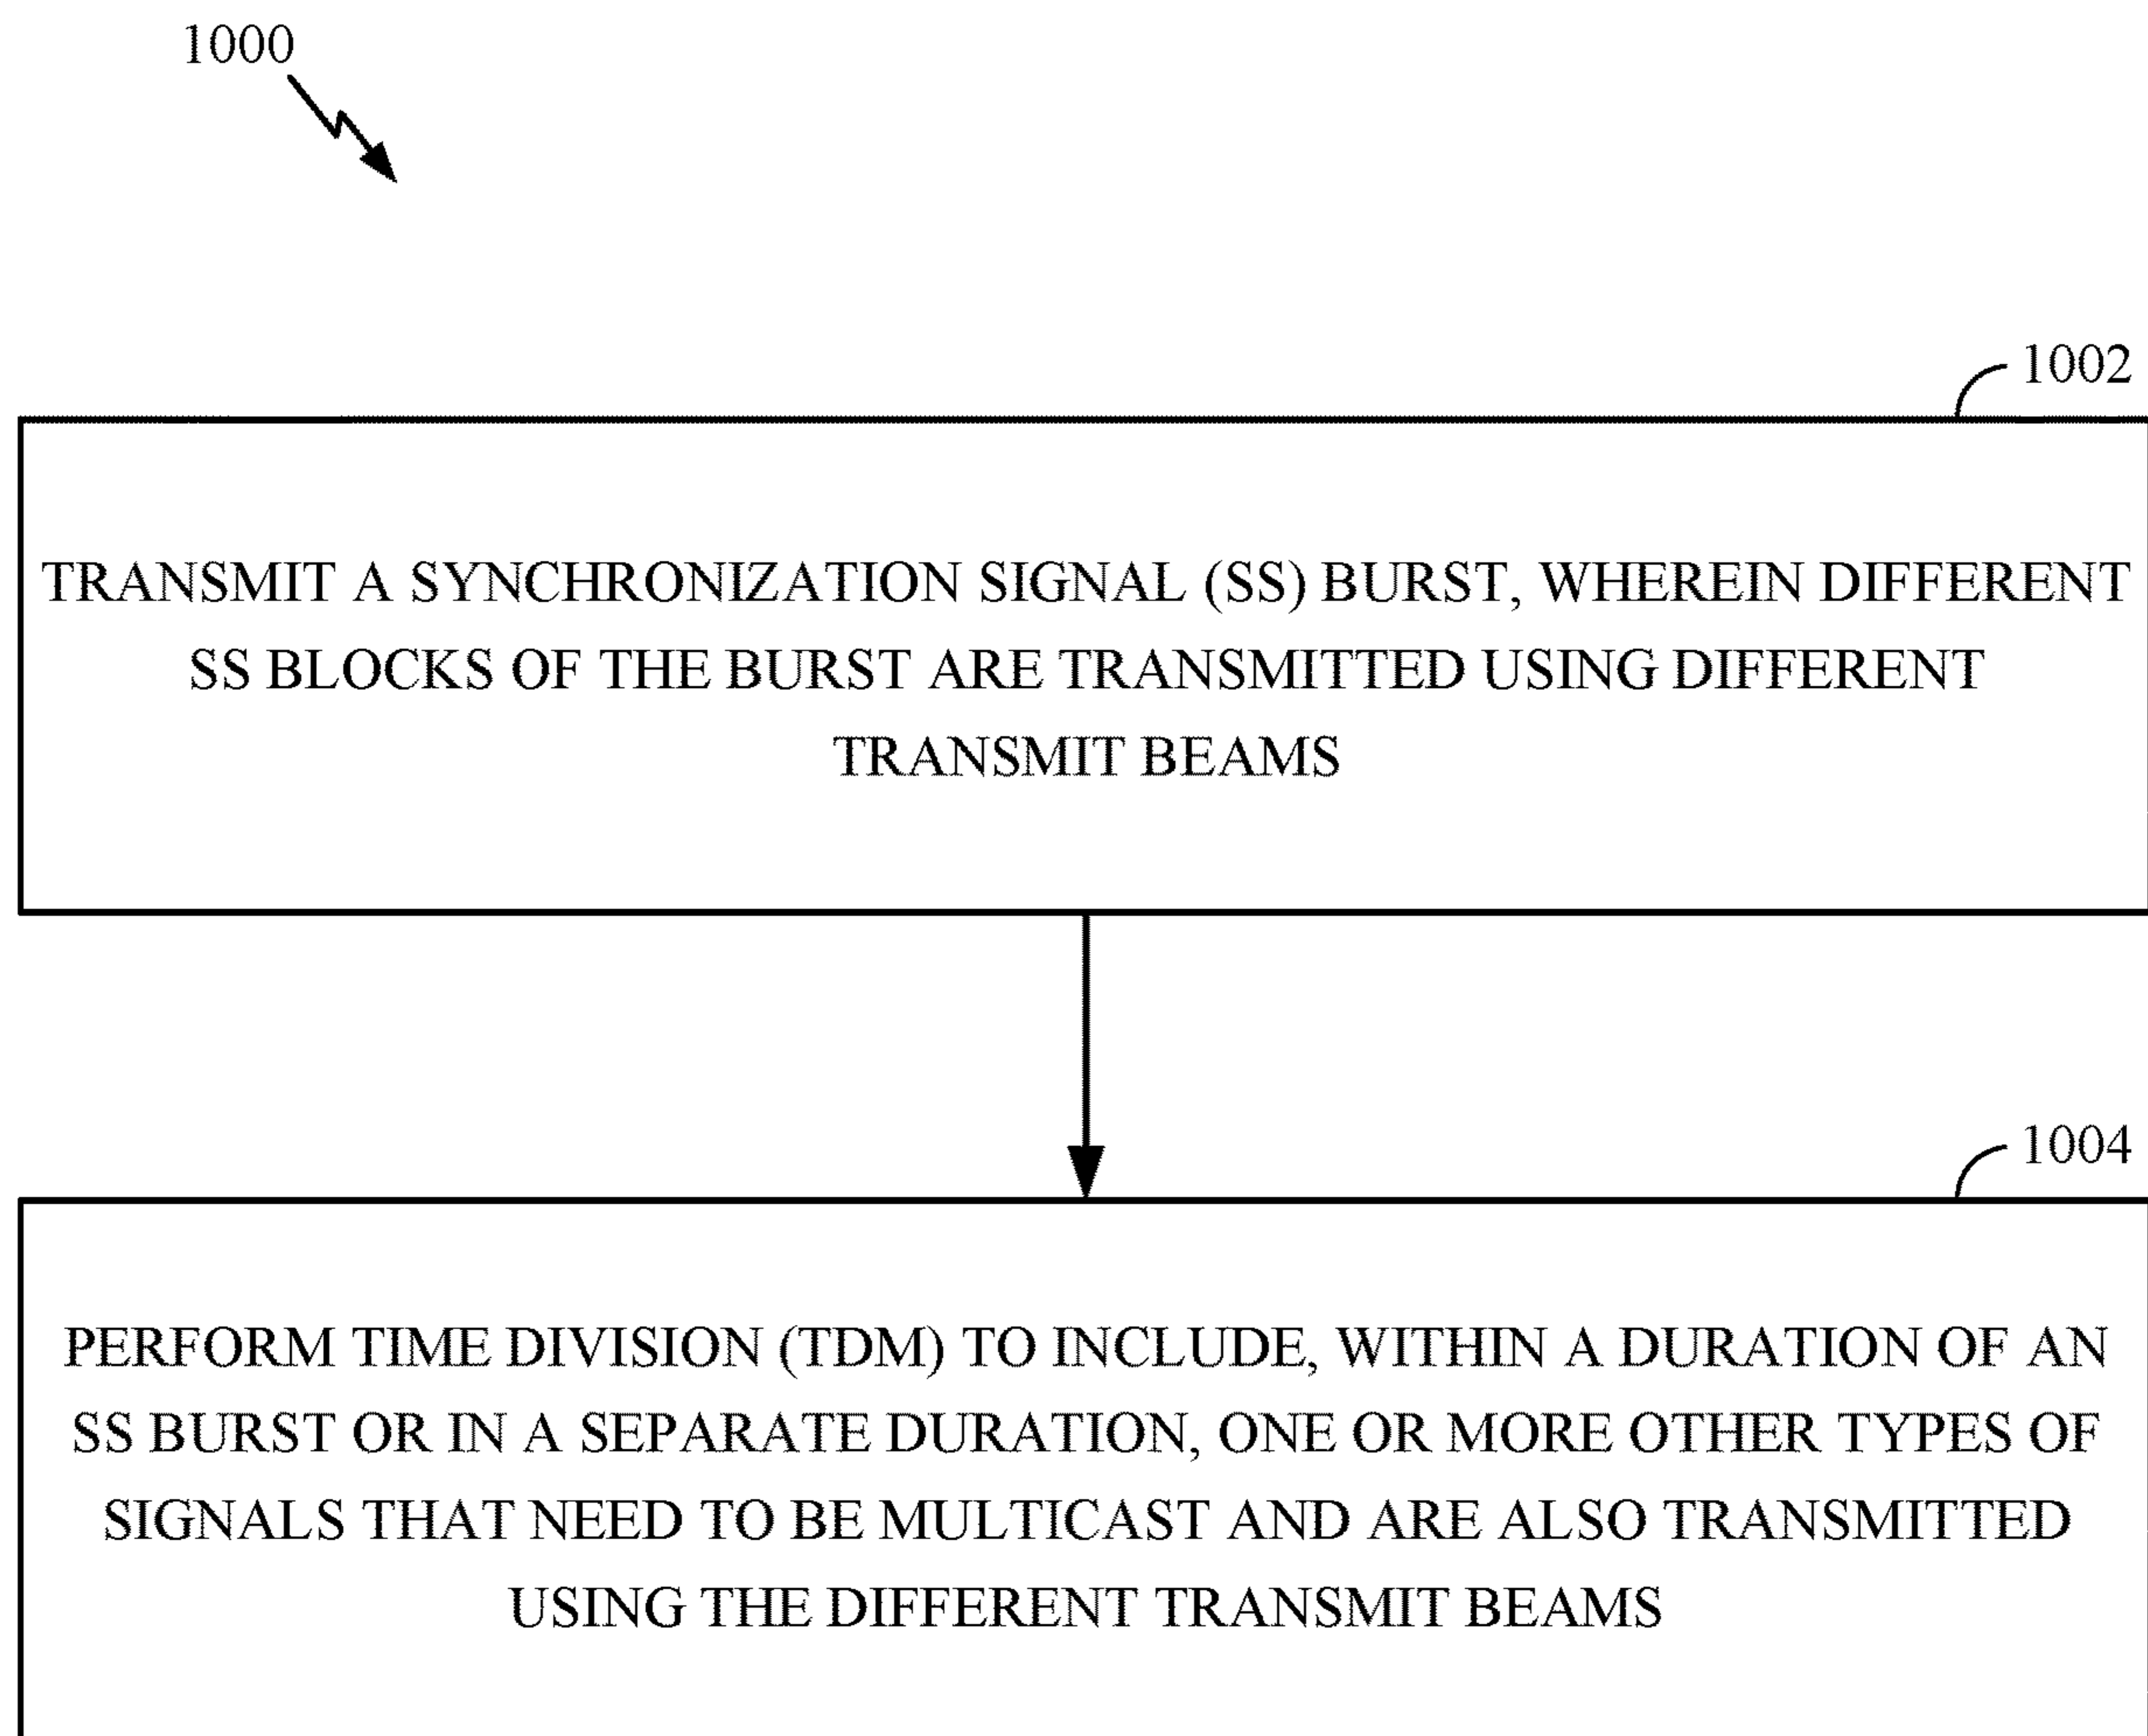 1000
1002
TRANSMIT A SYNCHRONIZATION SIGNAL (SS) BURST, WHEREIN DIFFERENT
SS BLOCKS OF THE BURST ARE TRANSMITTED USING DIFFERENT
TRANSMIT BEAMS
1004
PERFORM TIME DIVISION (TDM) TO INCLUDE, WITHIN A DURATION OF AN
SS BURST OR IN A SEPARATE DURATION, ONE OR MORE OTHER TYPES OF
SIGNALS THAT NEED TO BE MULTICAST AND ARE ALSO TRANSMITTED
USING THE DIFFERENT TRANSMIT BEAMS